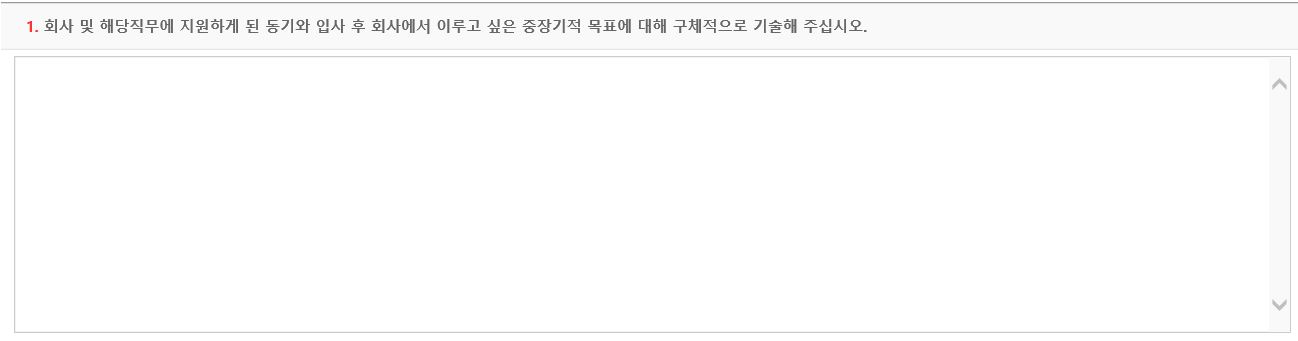 1. 회사 및 해당직무에 지원하게 된 동기와 입사 후 회사에서 이루고 싶은 중장기적 목표에 대해 구체적으로 기술해 주십시오.